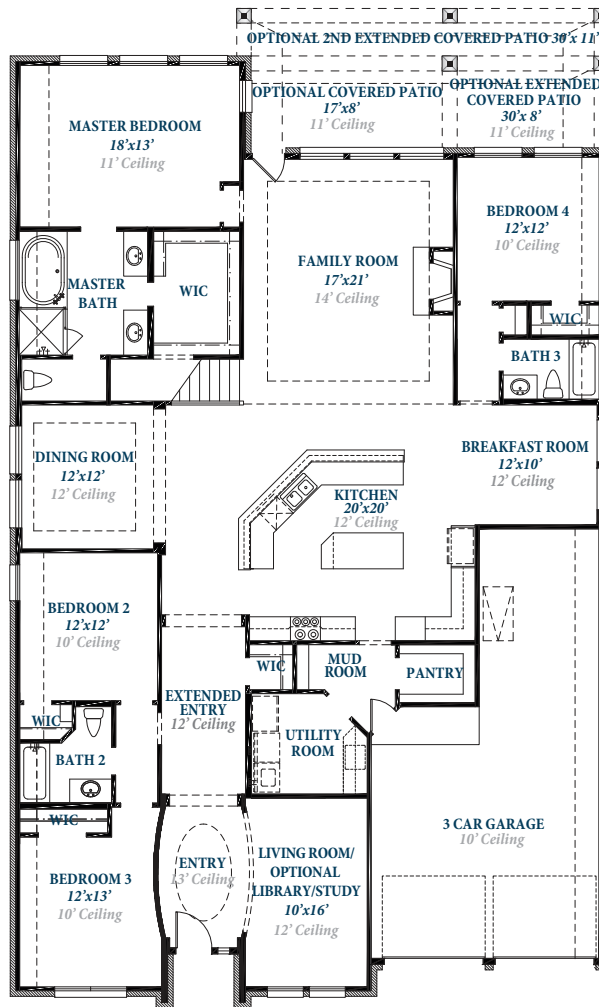 OPTIONAL 2ND EXTENDED COVERED PATIO 30'x 11'
OPTIONAL COVERED PATIO
17'x8'
11' Ceiling
OPTIONAL EXTENDED
COVERED PATIO
30'x 8'
11' Ceiling
MASTER BEDROOM
18'x13'
11' Ceiling
BEDROOM 4
12'x12'
10' Ceiling
FAMILY ROOM
17'x21'
14' Ceiling
MASTER
BATH
WIC
WIC
BATH 3
DINING ROOM
12'x12'
12' Ceiling
BREAKFAST ROOM
12'x10'
12' Ceiling
KITCHEN
20'x20'
12' Ceiling
BEDROOM 2
12'x12'
10' Ceiling
WIC
MUD
ROOM
PANTRY
EXTENDED
ENTRY
12' Ceiling
WIC
UTILITY
ROOM
BATH 2
WIC
3 CAR GARAGE
10' Ceiling
ENTRY
13' Ceiling
LIVING ROOM/
OPTIONAL
LIBRARY/STUDY
10'x16'
12' Ceiling
BEDROOM 3
12'x13'
10' Ceiling